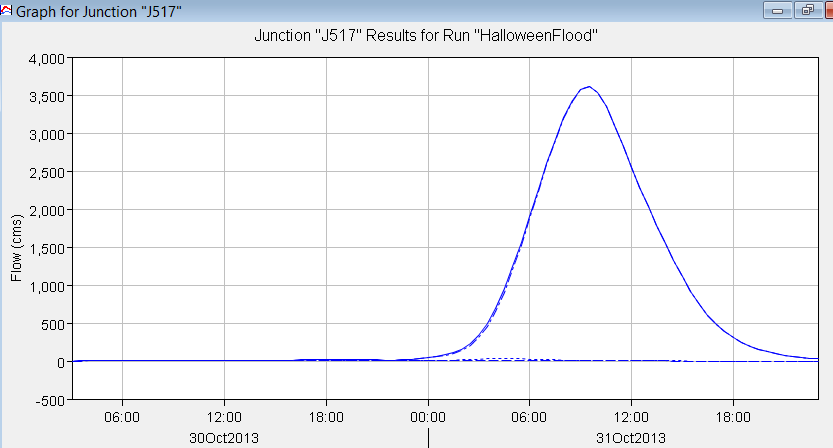 Graph for Junction "J517"
Junction "J517" Results for Run "HalloweenFlood"
4,000
3,500
3,000
2,500
2,000
1,500
1,000
500
0
-500
Flow (cms)
06:00 12:00 18:00 00:00 06:00 12:00 18:00
30Oct2013 31Oct2013